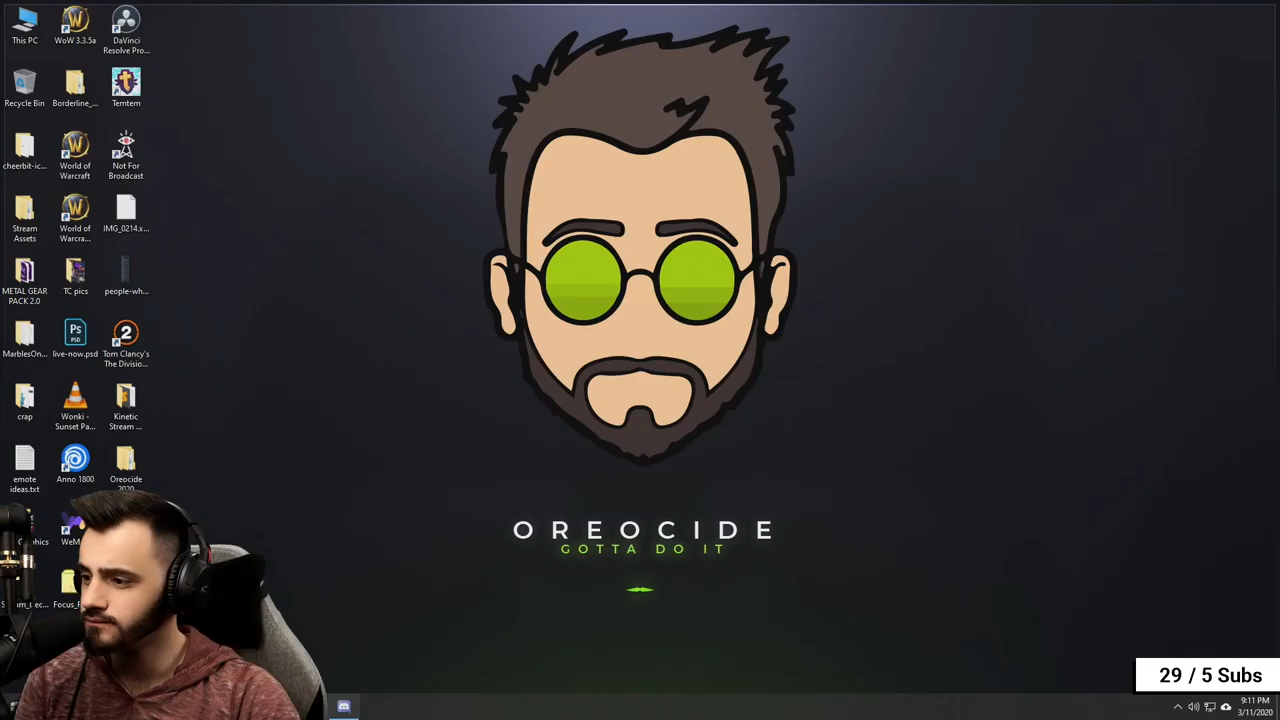 This PC
WoW 3.3.5a
DaVinci
Resolve Pro...
Recycle Bin
Borderline_...
Temtem
cheerbit-ic...
World of
Warcraft
Not For
Broadcast
Stream
Assets
World of
Warcra...
IMG_0214.x...
METAL GEAR
PACK 2.0
TC pics
people-wh...
MarblesOn...
live-now.psd
Tom Clancy's
The Division...
crap
Wonki -
Sunset Pa...
Kinetic
Stream ...
emote
ideas.txt
Anno 1800
Oreocide
2020
OREOCIDE
GOTTA DO IT
29 / 5 Subs
9:11 PM
3/11/2020